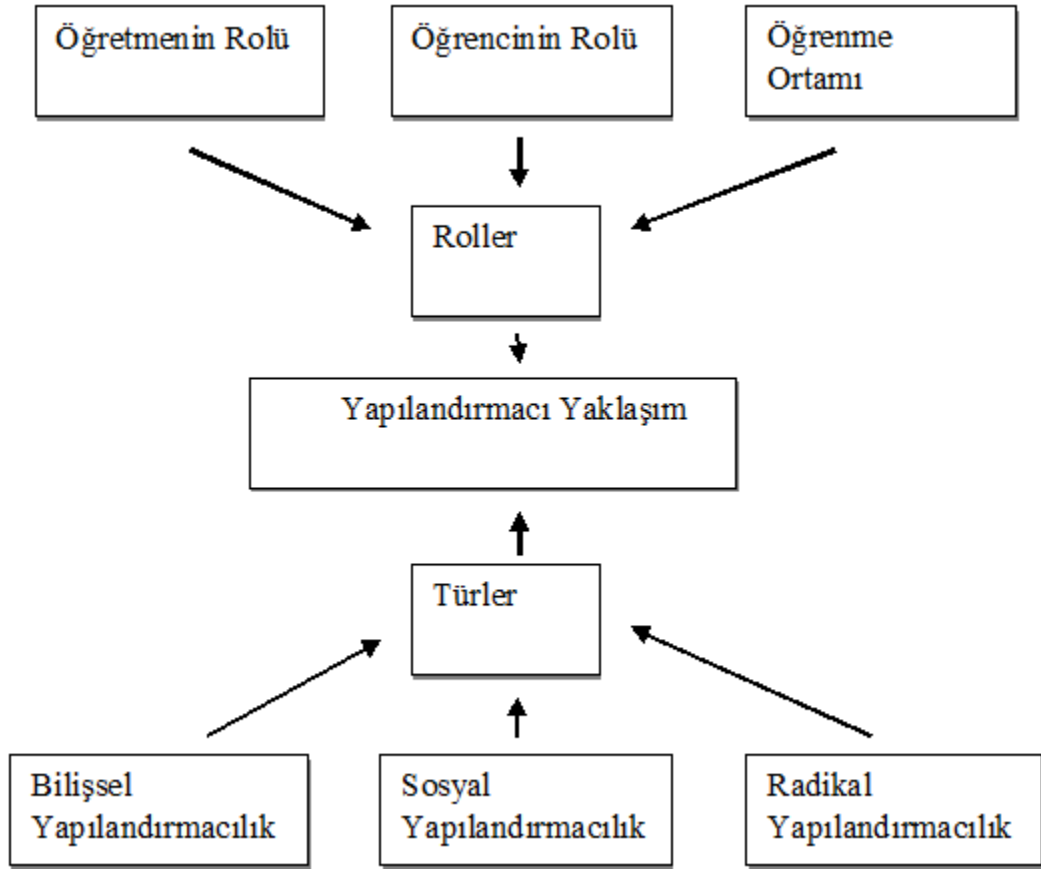 Öğretmenin Rolü
Öğrencinin Rolü
Öğrenme
Ortamı
Roller
Yapılandırmacı Yaklaşım
Türler
Bilişsel
Yapılandırmacılık
Sosyal
Yapılandırmacılık
Radikal
Yapılandırmacılık